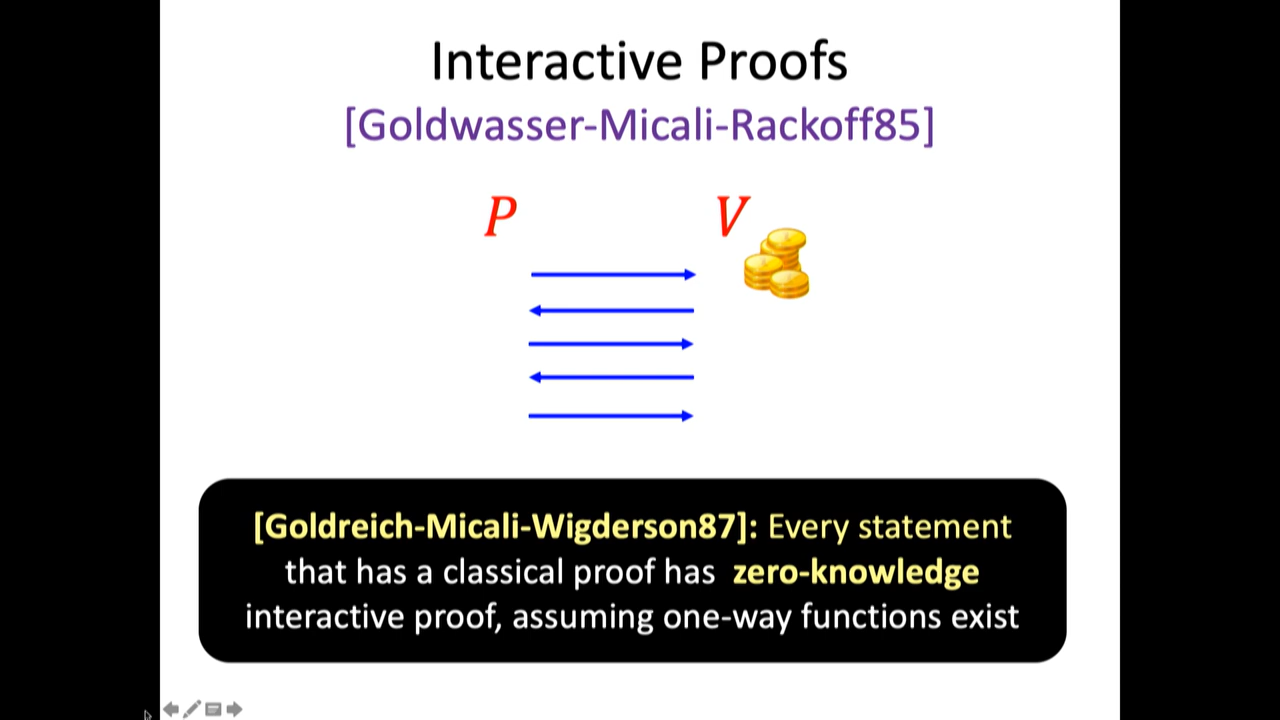 Interactive Proofs
[Goldwasser-Micali-Rackoff85]
P V
[Goldreich-Micali-Wigderson87]: Every statement
that has a classical proof has zero-knowledge
interactive proof, assuming one-way functions exist